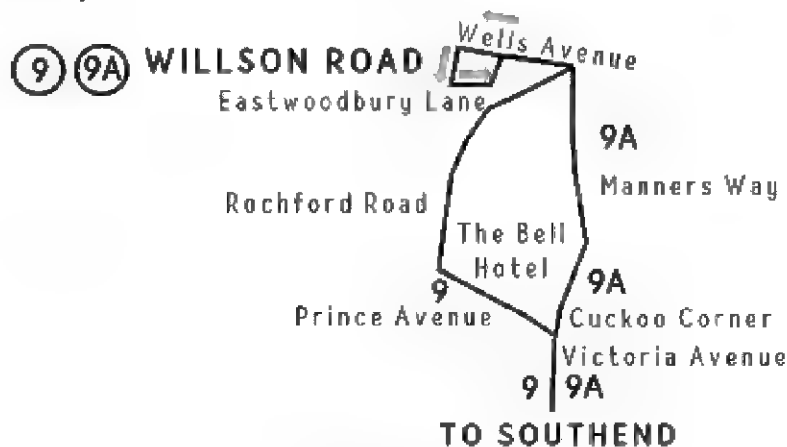 Wells Avenue
9 9A WILLSON ROAD
Eastwoodbury Lane
9A
Manners Way
Rochford Road
The Bell
Hotel
9
9A
Prince Avenue
Cuckoo Corner
Victoria Avenue
9 9A
TO SOUTHEND